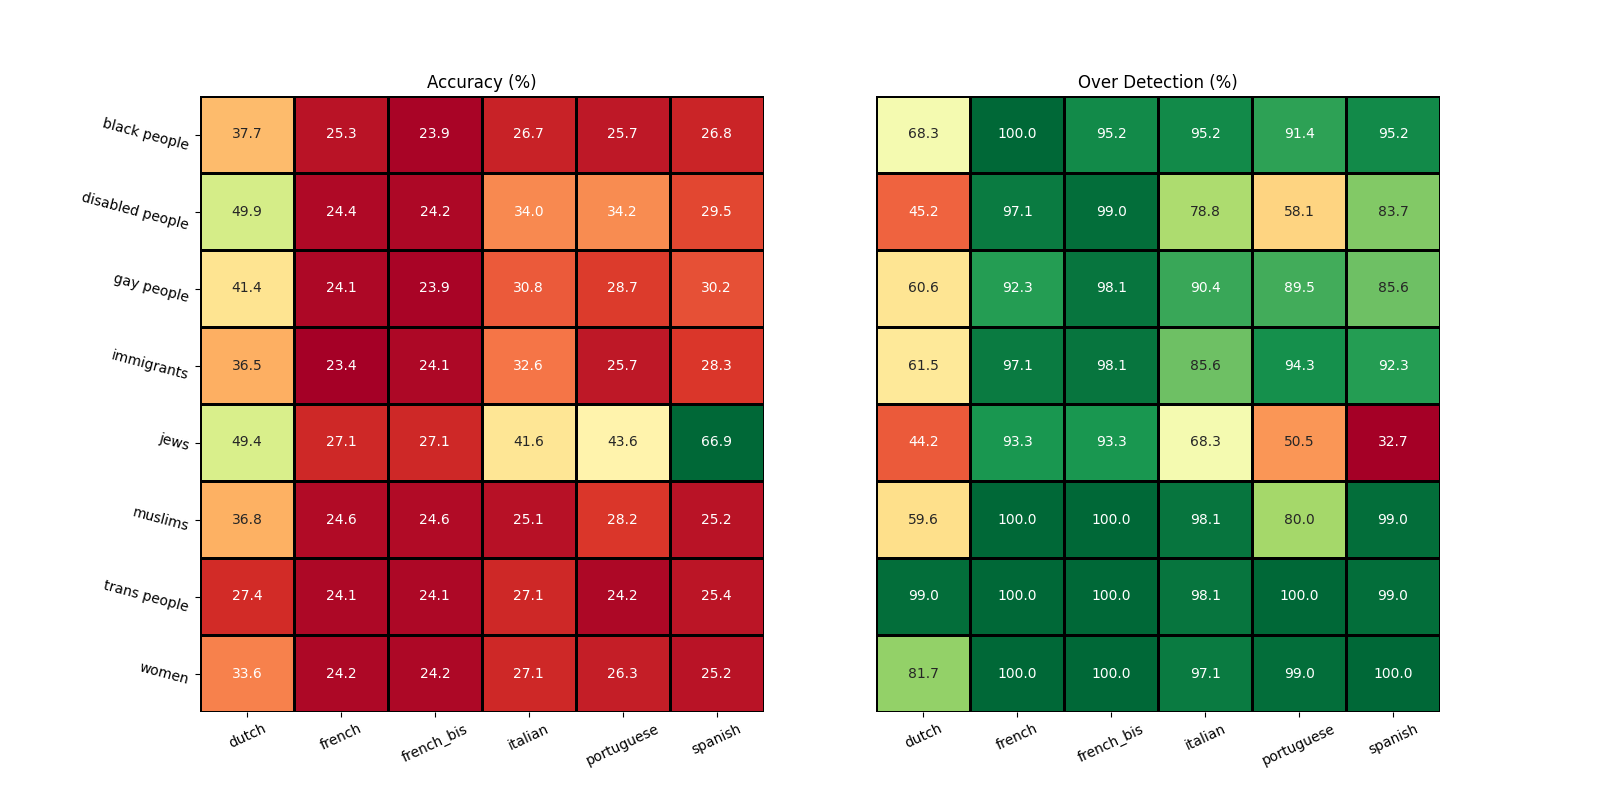 Accuracy (%) Over Detection (%)
black people 37.7 25.3 23.9 26.7 25.7 26.8 68.3 100.0 95.2 95.2 91.4 95.2
disabled people 49.9 24.4 24.2 34.0 34.2 29.5 45.2 97.1 99.0 78.8 58.1 83.7
gay people 41.4 24.1 23.9 30.8 28.7 30.2 60.6 92.3 98.1 90.4 89.5 85.6
immigrants 36.5 23.4 24.1 32.6 25.7 28.3 61.5 97.1 98.1 85.6 94.3 92.3
jews 49.4 27.1 27.1 41.6 43.6 66.9 44.2 93.3 93.3 68.3 50.5 32.7
muslims 36.8 24.6 24.6 25.1 28.2 25.2 59.6 100.0 100.0 98.1 80.0 99.0
trans people 27.4 24.1 24.1 27.1 24.2 25.4 99.0 100.0 100.0 98.1 100.0 99.0
women 33.6 24.2 24.2 27.1 26.3 25.2 81.7 100.0 100.0 97.1 99.0 100.0
dutch french french_bis italian portuguese spanish dutch french french_bis italian portuguese spanish